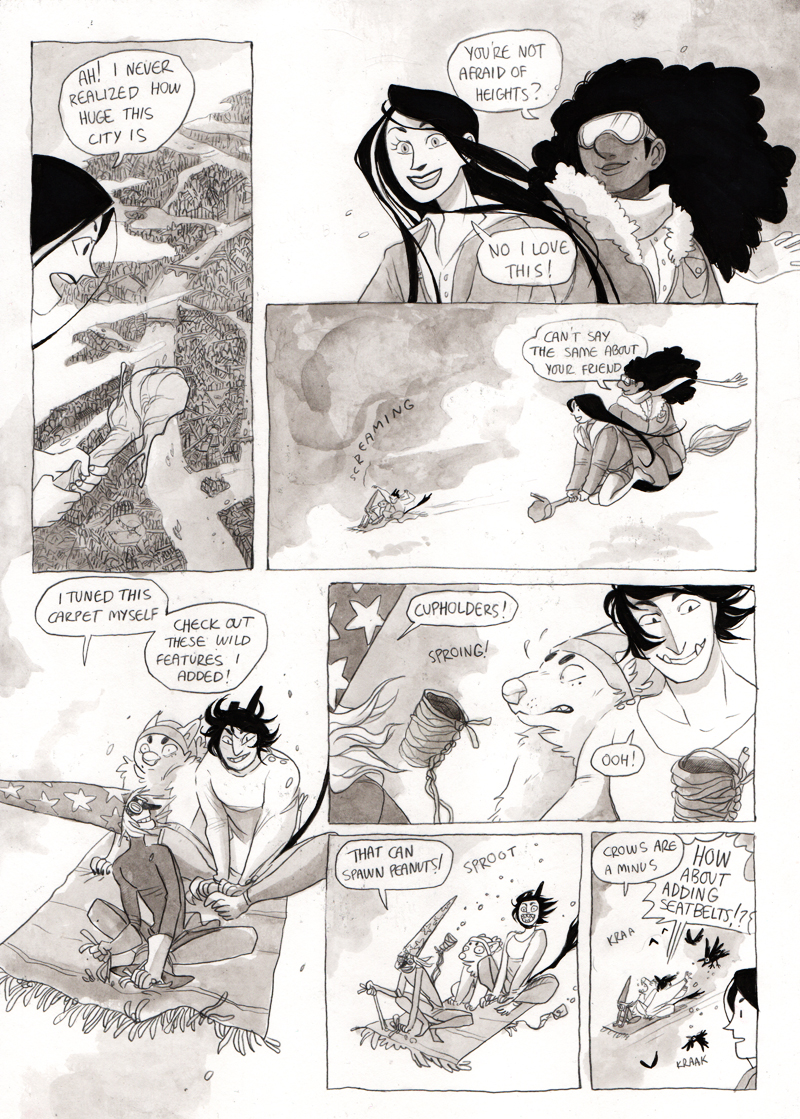 AH! I NEVER
REALIZED HOW
HUGE THIS
CITY IS
YOU'RE NOT
AFRAID OF
HEIGHTS?
NO I LOVE
THIS!
CAN'T SAY
THE SAME ABOUT
YOUR FRIEND
SCREAMING
I TUNED THIS
CARPET MYSELF
CHECK OUT
THESE WILD
FEATURES I
ADDED!
CUPHOLDERS!
SPROING!
OOH!
THAT CAN
SPAWN PEANUTS!
SPROOT
CROWS ARE
A MINUS
HOW
ABOUT
ADDING
SEATBELTS!?
KRAA
KRAAK